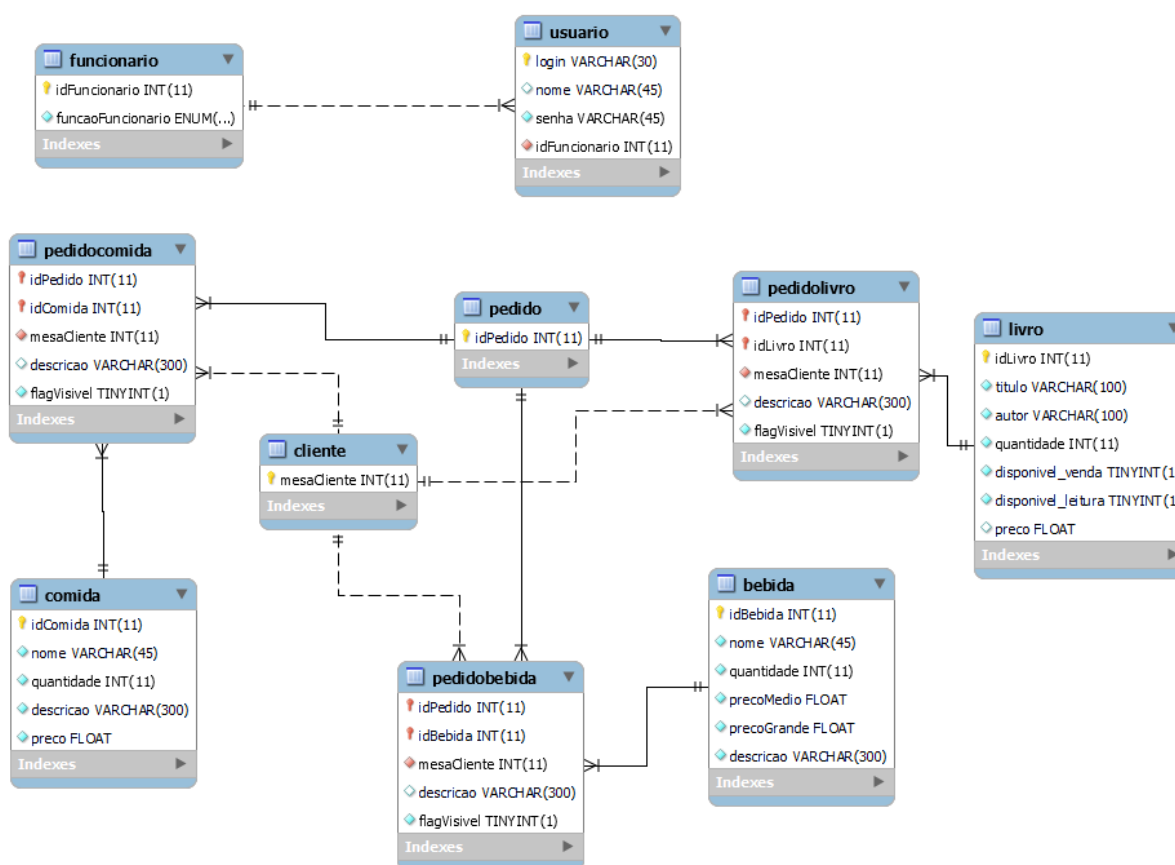 funcionario
idFuncionario INT(11)
funcaoFuncionario ENUM(...)
Indexes
usuario
login VARCHAR(30)
nome VARCHAR(45)
senha VARCHAR(45)
idFuncionario INT(11)
Indexes
pedidocomida
idPedido INT(11)
idComida INT(11)
mesaCliente INT(11)
descricao VARCHAR(300)
flagVisivel TINYINT(1)
Indexes
pedido
idPedido INT(11)
Indexes
pedidolivro
idPedido INT(11)
idLivro INT(11)
mesaCliente INT(11)
descricao VARCHAR(300)
flagVisivel TINYINT(1)
Indexes
livro
idLivro INT(11)
titulo VARCHAR(100)
autor VARCHAR(100)
quantidade INT(11)
disponivel_venda TINYINT(1
disponivel_leitura TINYINT(1
preco FLOAT
Indexes
cliente
mesaCliente INT(11)
Indexes
comida
idComida INT(11)
nome VARCHAR(45)
quantidade INT(11)
descricao VARCHAR(300)
preco FLOAT
Indexes
pedidobebida
idPedido INT(11)
idBebida INT(11)
mesaCliente INT(11)
descricao VARCHAR(300)
flagVisivel TINYINT(1)
Indexes
bebida
idBebida INT(11)
nome VARCHAR(45)
quantidade INT(11)
precoMedio FLOAT
precoGrande FLOAT
descricao VARCHAR(300)
Indexes